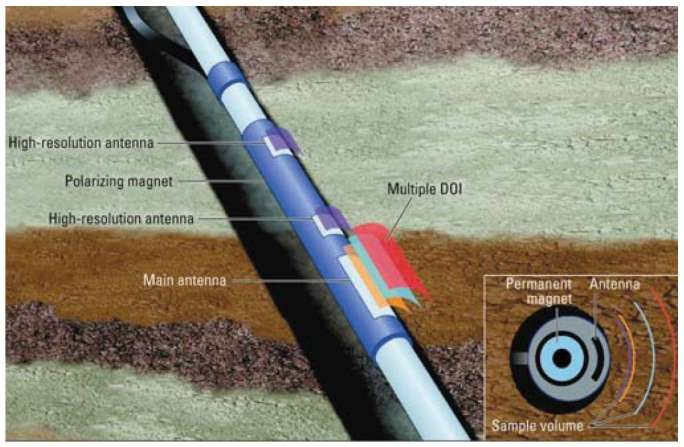 High-resolution antenna
Polarizing magnet
Multiple DOI
High-resolution antenna
Main antenna
Permanent
magnet
Antenna
Sample volume